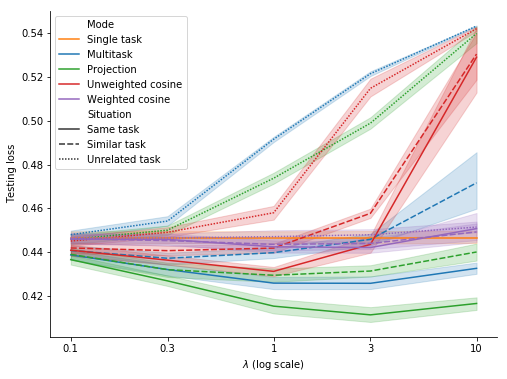 0.54
0.52
0.50
0.48
0.46
0.44
0.42
Testing loss
Mode
Single task
Multitask
Projection
Unweighted cosine
Weighted cosine
Situation
Same task
Similar task
Unrelated task
0.1
0.3
1
3
10
λ (log scale)